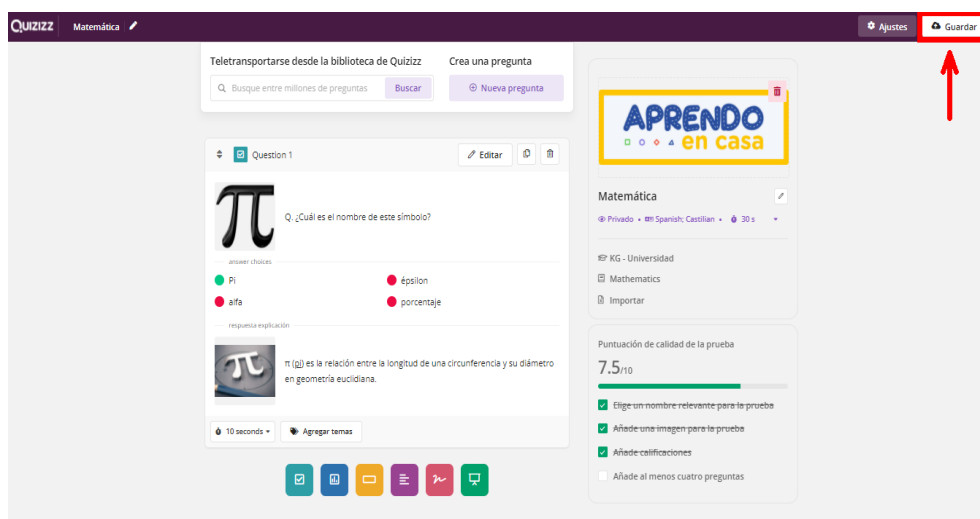 QUIZIZZ Matemática Ajustes Guardar
Teletransportarse desde la biblioteca de Quizizz
Busque entre millones de preguntas Buscar
Crea una pregunta
Nueva pregunta
Question 1 Editar
Q. ¿Cuál es el nombre de este símbolo?
answer choices
Pi épsilon
alfa porcentaje
respuesta explicación
π (pi) es la relación entre la longitud de una circunferencia y su diámetro
en geometría euclidiana.
10 seconds Agregar temas
APRENDO
en casa
Matemática
Privado • Spanish; Castilian • 30 s
KG - Universidad
Mathematics
Importar
Puntuación de calidad de la prueba
7.5/10
Elige un nombre relevante para la prueba
Añade una imagen para la prueba
Añade calificaciones
Añade al menos cuatro preguntas